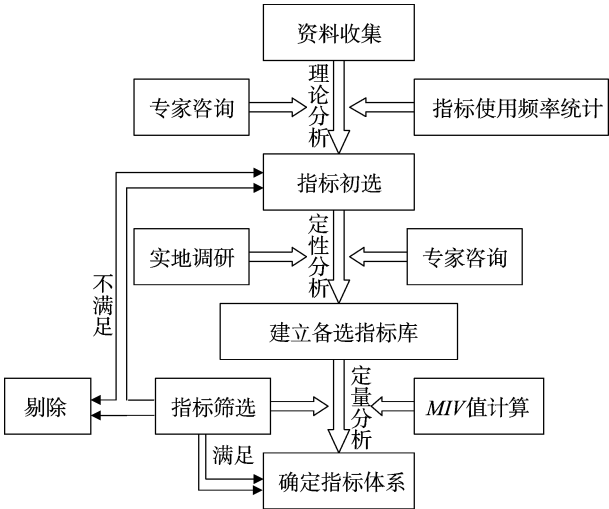 资料收集
理论分析
专家咨询
指标使用频率统计
指标初选
定性分析
实地调研
专家咨询
不满足
建立备选指标库
定量分析
剔除
指标筛选
MIV值计算
满足
确定指标体系